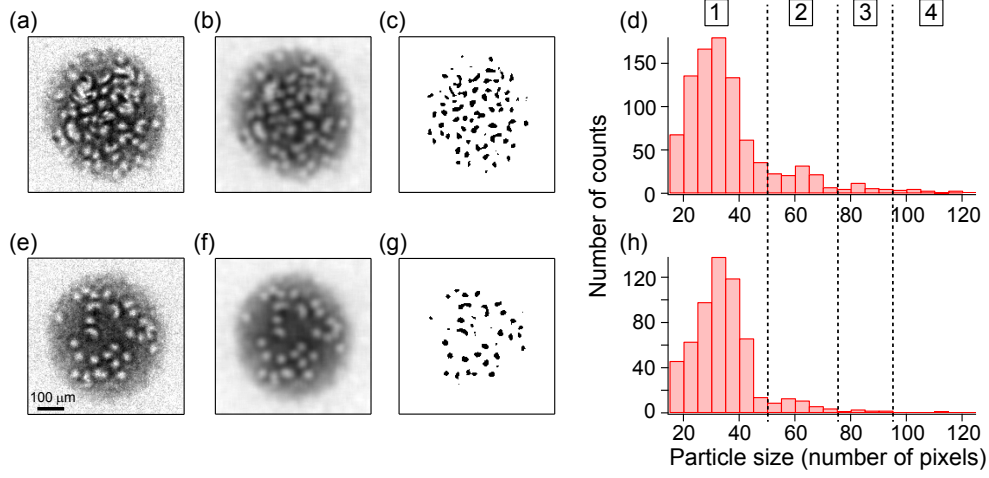 (a)
(b)
(c)
(d)
1
2
3
4
Number of counts
150
100
50
0
20
40
60
80
100
120
(e)
(f)
(g)
(h)
100 μm
120
80
40
0
20
40
60
80
100
120
Particle size (number of pixels)